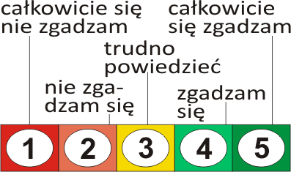 całkowicie się
nie zgadzam
całkowicie
się zgadzam
trudno
powiedzieć
nie zga-
dzam się
zgadzam
się
1 2 3 4 5